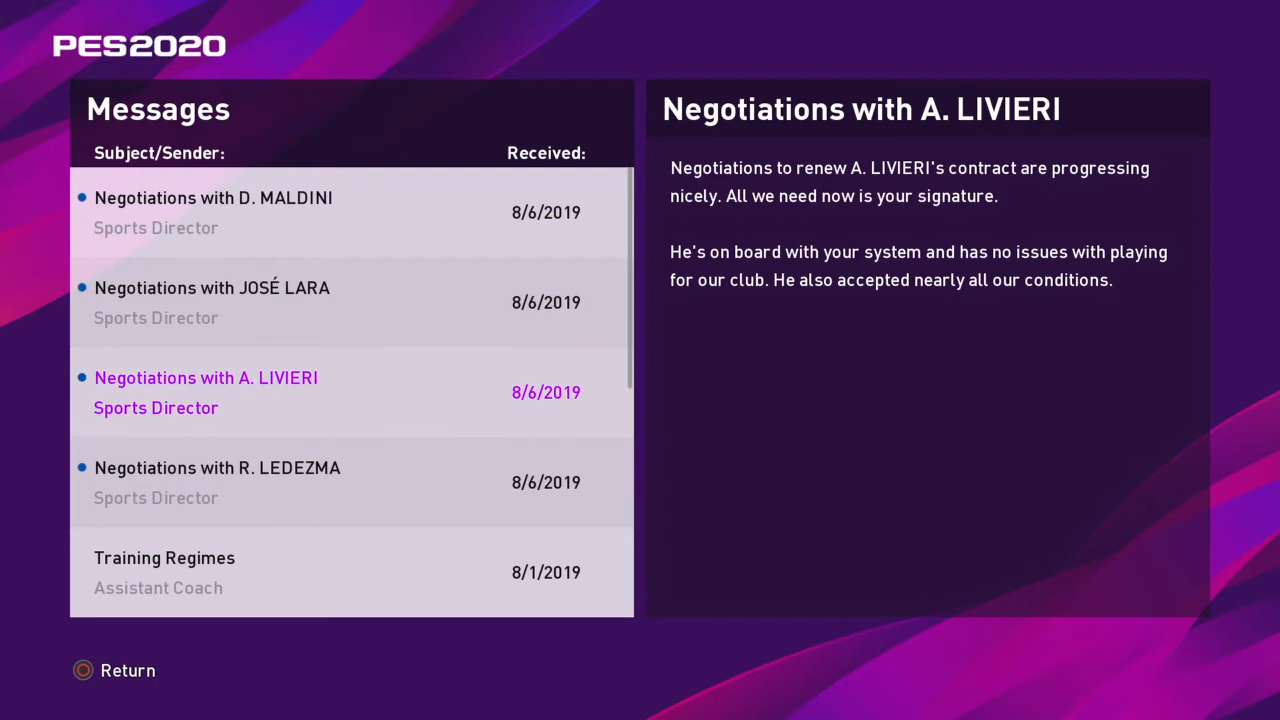 PES2020
Messages
Subject/Sender:
Received:
Negotiations with D. MALDINI
Sports Director
8/6/2019
Negotiations with JOSÉ LARA
Sports Director
8/6/2019
Negotiations with A. LIVIERI
Sports Director
8/6/2019
Negotiations with R. LEDEZMA
Sports Director
8/6/2019
Training Regimes
Assistant Coach
8/1/2019
Negotiations with A. LIVIERI
Negotiations to renew A. LIVIERI's contract are progressing
nicely. All we need now is your signature.
He's on board with your system and has no issues with playing
for our club. He also accepted nearly all our conditions.
Return